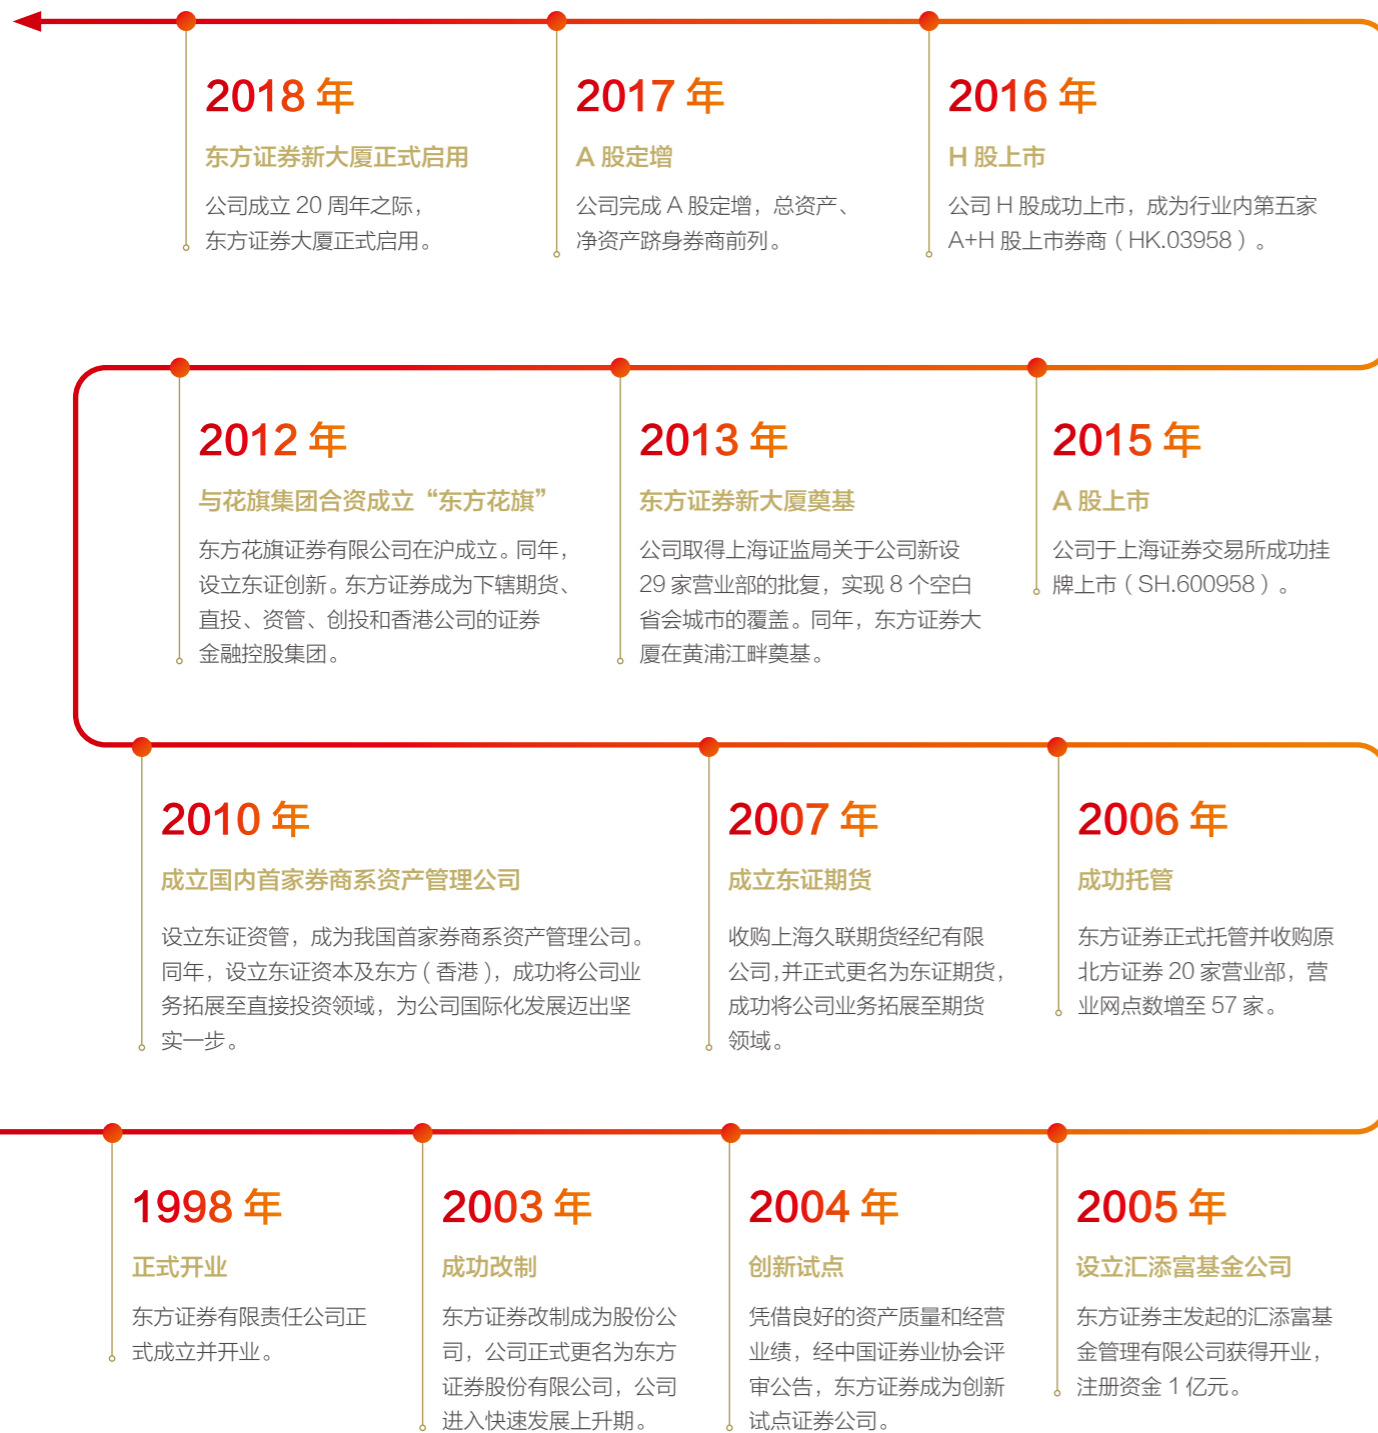 2018 年
东方证券新大厦正式启用
公司成立 20 周年之际，
东方证券大厦正式启用。
2017 年
A 股定增
公司完成 A 股定增，总资产、
净资产跻身券商前列。
2016 年
H 股上市
公司 H 股成功上市，成为行业内第五家
A+H 股上市券商（HK.03958）。
2012 年
与花旗集团合资成立“东方花旗”
东方花旗证券有限公司在沪成立。同年，
设立东证创新。东方证券成为下辖期货、
直投、资管、创投和香港公司的证券
金融控股集团。
2013 年
东方证券新大厦奠基
公司取得上海证监局关于公司新设
29 家营业部的批复，实现 8 个空白
省会城市的覆盖。同年，东方证券大
厦在黄浦江畔奠基。
2015 年
A 股上市
公司于上海证券交易所成功挂
牌上市（SH.600958）。
2010 年
成立国内首家券商系资产管理公司
设立东证资管，成为我国首家券商系资产管理公司。
同年，设立东证资本及东方（香港），成功将公司业
务拓展至直接投资领域，为公司国际化发展迈出坚
实一步。
2007 年
成立东证期货
收购上海久联期货经纪有限
公司,并正式更名为东证期货，
成功将公司业务拓展至期货
领域。
2006 年
成功托管
东方证券正式托管并收购原
北方证券 20 家营业部，营
业网点数增至 57 家。
1998 年
正式开业
东方证券有限责任公司正
式成立并开业。
2003 年
成功改制
东方证券改制成为股份公
司，公司正式更名为东方
证券股份有限公司，公司
进入快速发展上升期。
2004 年
创新试点
凭借良好的资产质量和经营
业绩，经中国证券业协会评
审公告，东方证券成为创新
试点证券公司。
2005 年
设立汇添富基金公司
东方证券主发起的汇添富基
金管理有限公司获得开业，
注册资金 1 亿元。